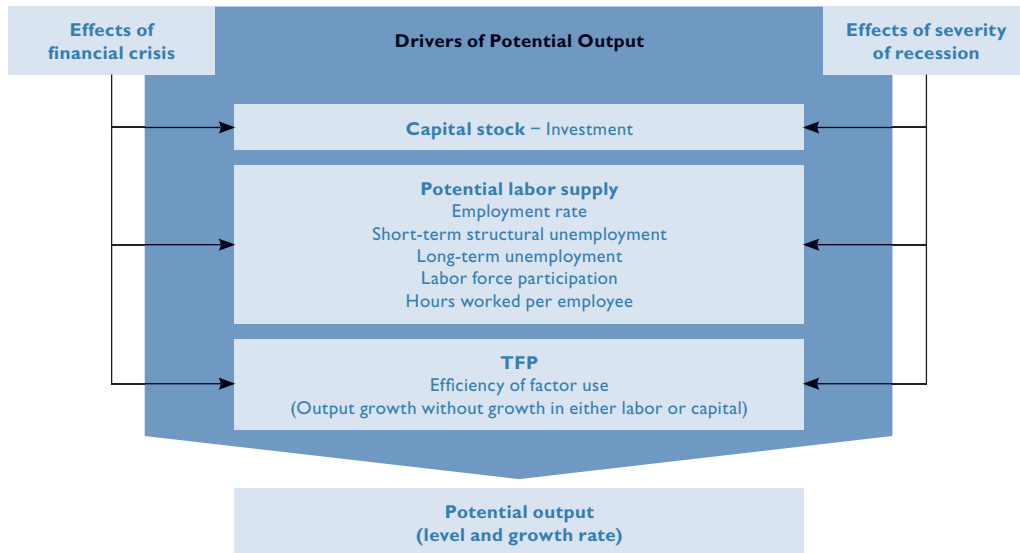 Effects of
financial crisis
Drivers of Potential Output
Effects of severity
of recession
Capital stock – Investment
Potential labor supply
Employment rate
Short-term structural unemployment
Long-term unemployment
Labor force participation
Hours worked per employee
TFP
Efficiency of factor use
(Output growth without growth in either labor or capital)
Potential output
(level and growth rate)